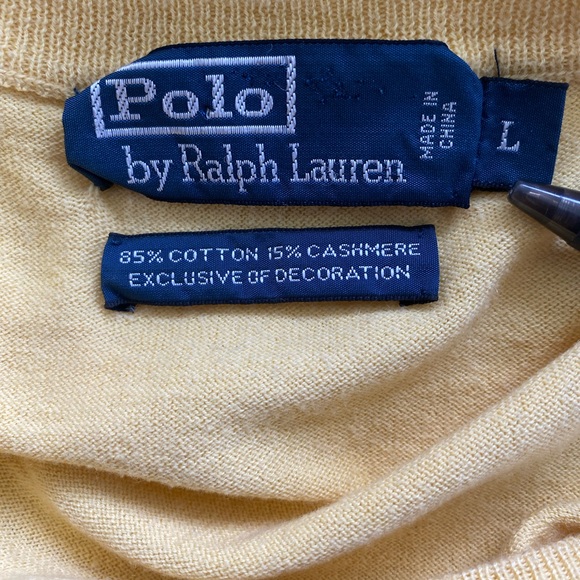 Polo
by Ralph Lauren
MADE IN
CHINA
L
85% COTTON 15% CASHMERE
EXCLUSIVE OF DECORATION